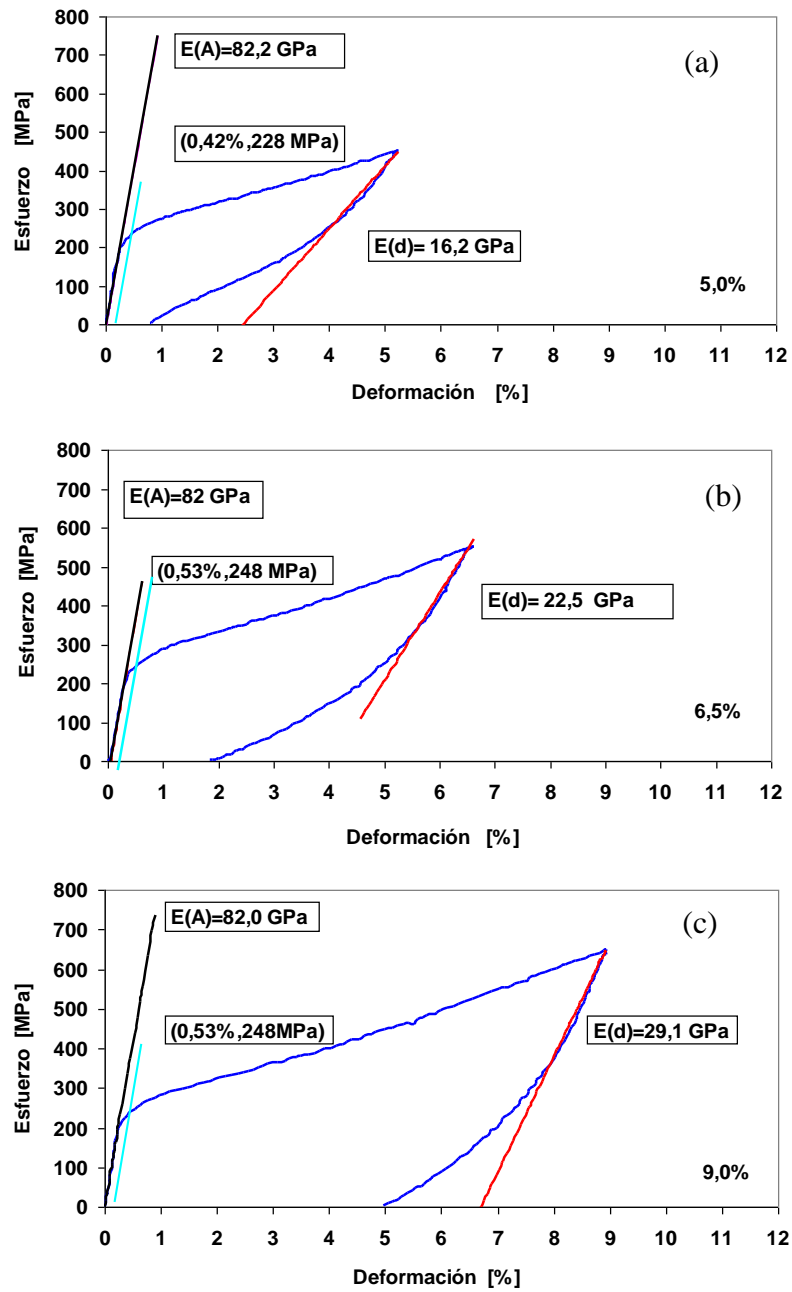 800
E(A)=82,2 GPa
(a)
700
600
(0,42%,228 MPa)
500
400
300
E(d)= 16,2 GPa
200
5,0%
100
0
Esfuerzo [MPa]
0 1 2 3 4 5 6 7 8 9 10 11 12
Deformación [%]
800
700
E(A)=82 GPa
(b)
600
(0,53%,248 MPa)
500
400
E(d)= 22,5 GPa
300
200
6,5%
100
0
Esfuerzo [MPa]
0 1 2 3 4 5 6 7 8 9 10 11 12
Deformación [%]
800
E(A)=82,0 GPa
(c)
700
600
(0,53%,248MPa)
E(d)=29,1 GPa
500
400
300
200
100
9,0%
0
Esfuerzo [MPa]
0 1 2 3 4 5 6 7 8 9 10 11 12
Deformación [%]